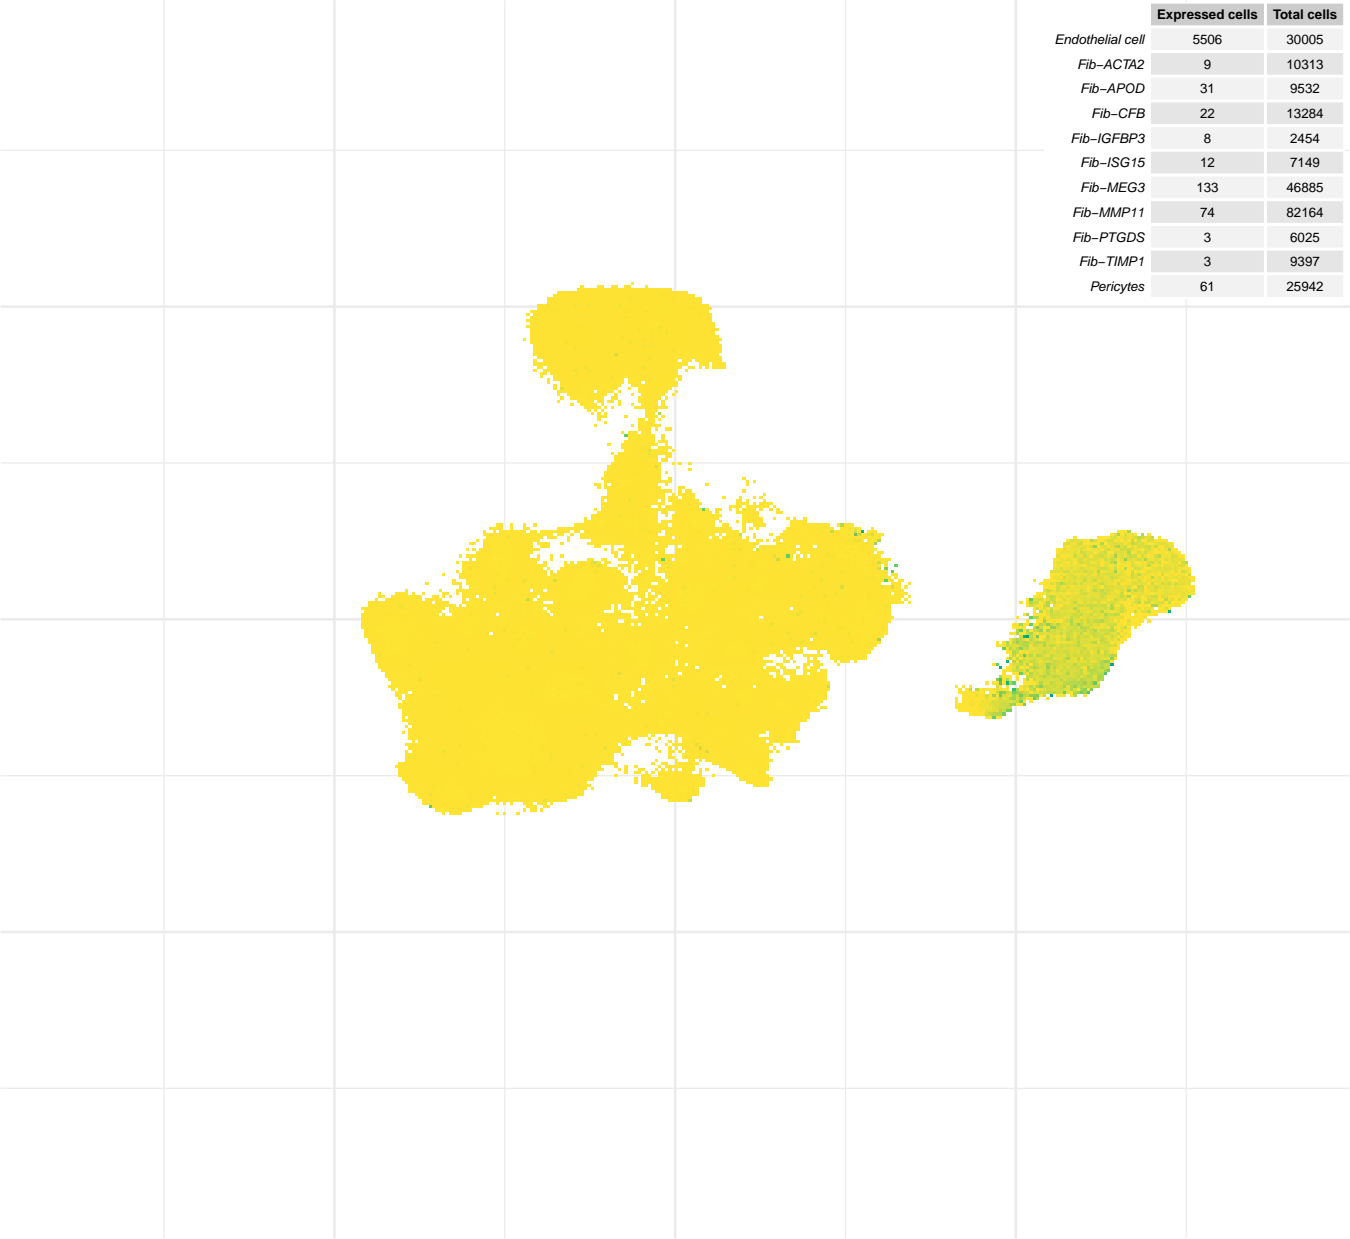 Expressed cells Total cells
Endothelial cell 5506 30005
Fib−ACTA2 9 10313
Fib−APOD 31 9532
Fib−CFB 22 13284
Fib−IGFBP3 8 2454
Fib−ISG15 12 7149
Fib−MEG3 133 46885
Fib−MMP11 74 82164
Fib−PTGDS 3 6025
Fib−TIMP1 3 9397
Pericytes 61 25942